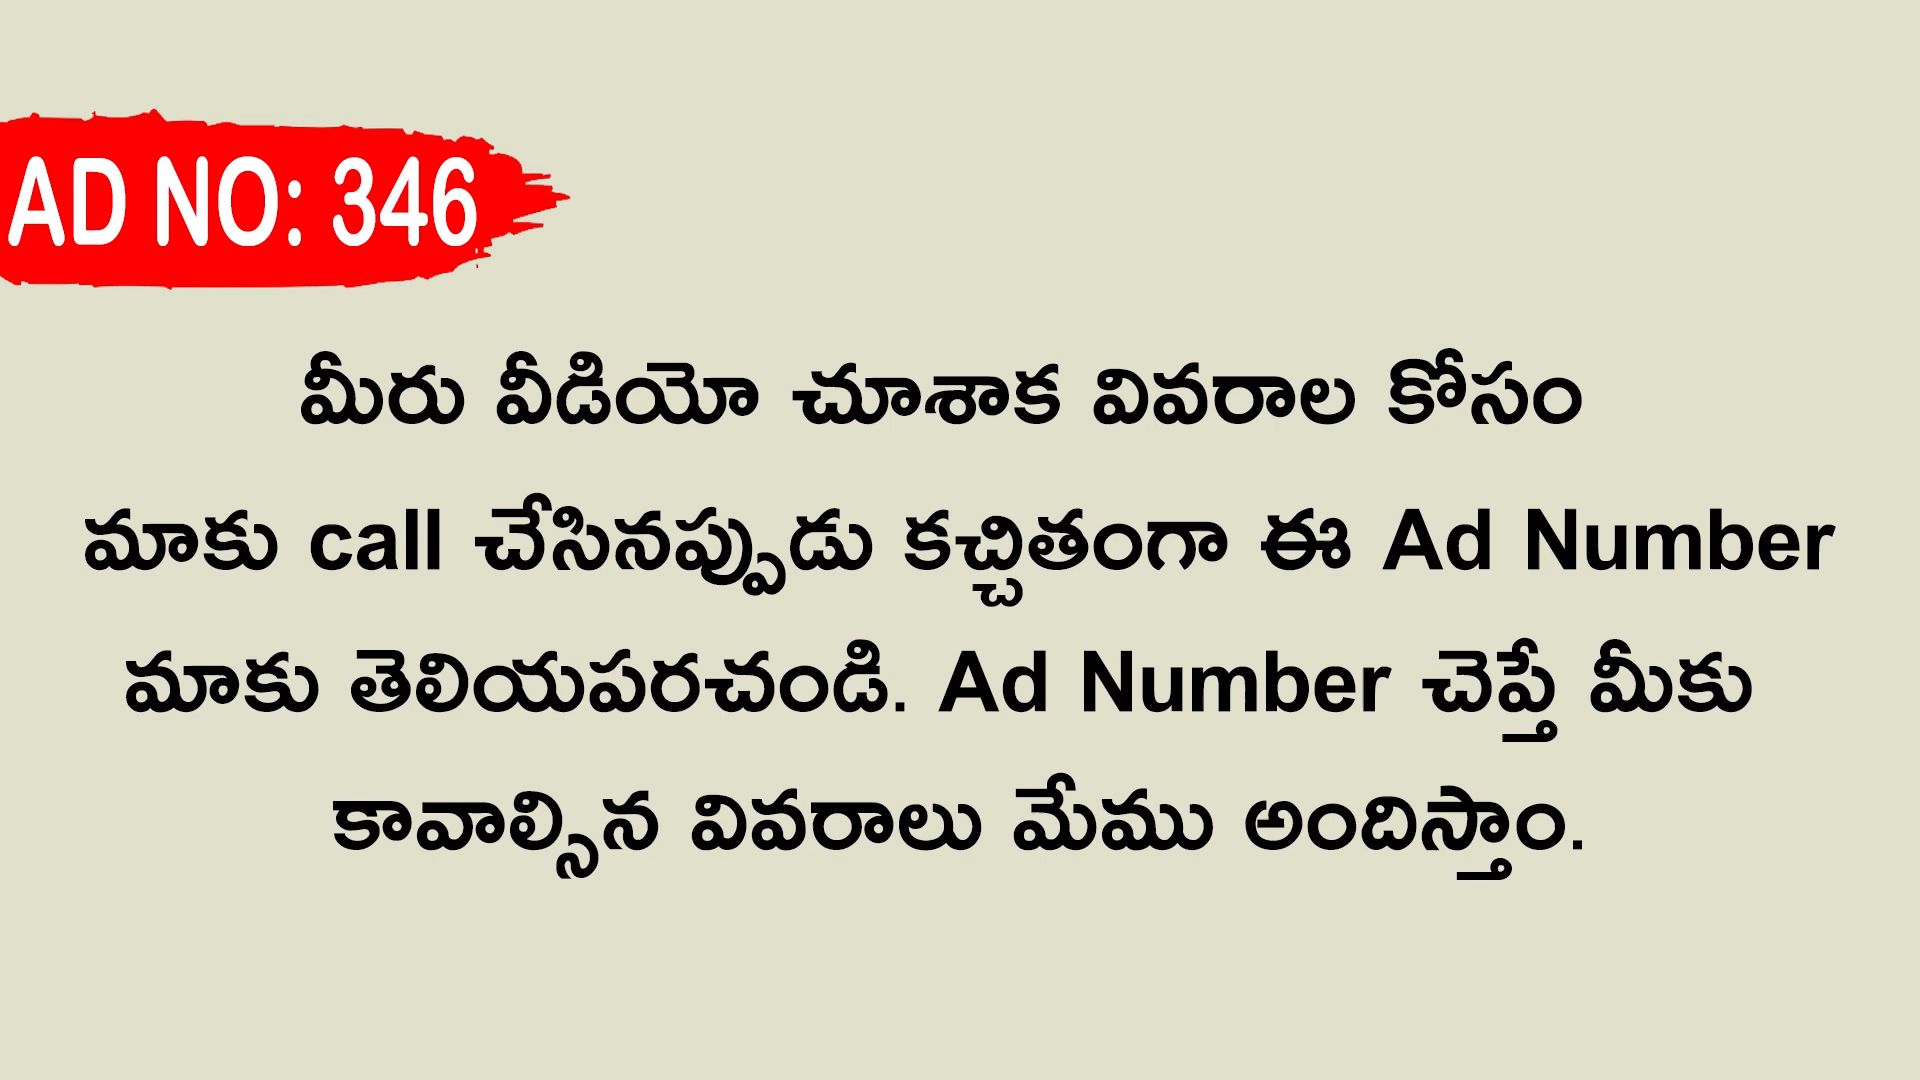 AD NO: 346
మీరు వీడియో చూశాక వివరాల కోసం
మాకు call చేసినప్పుడు కచ్చితంగా ఈ Ad Number
మాకు తెలియపరచండి. Ad Number చెప్తే మీకు
కావాల్సిన వివరాలు మేము అందిస్తాం.